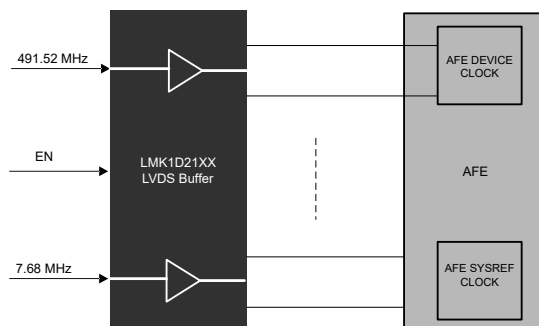 491.52 MHz
AFE DEVICE
CLOCK
EN
LMK1D21XX
LVDS Buffer
AFE
7.68 MHz
AFE SYSREF
CLOCK